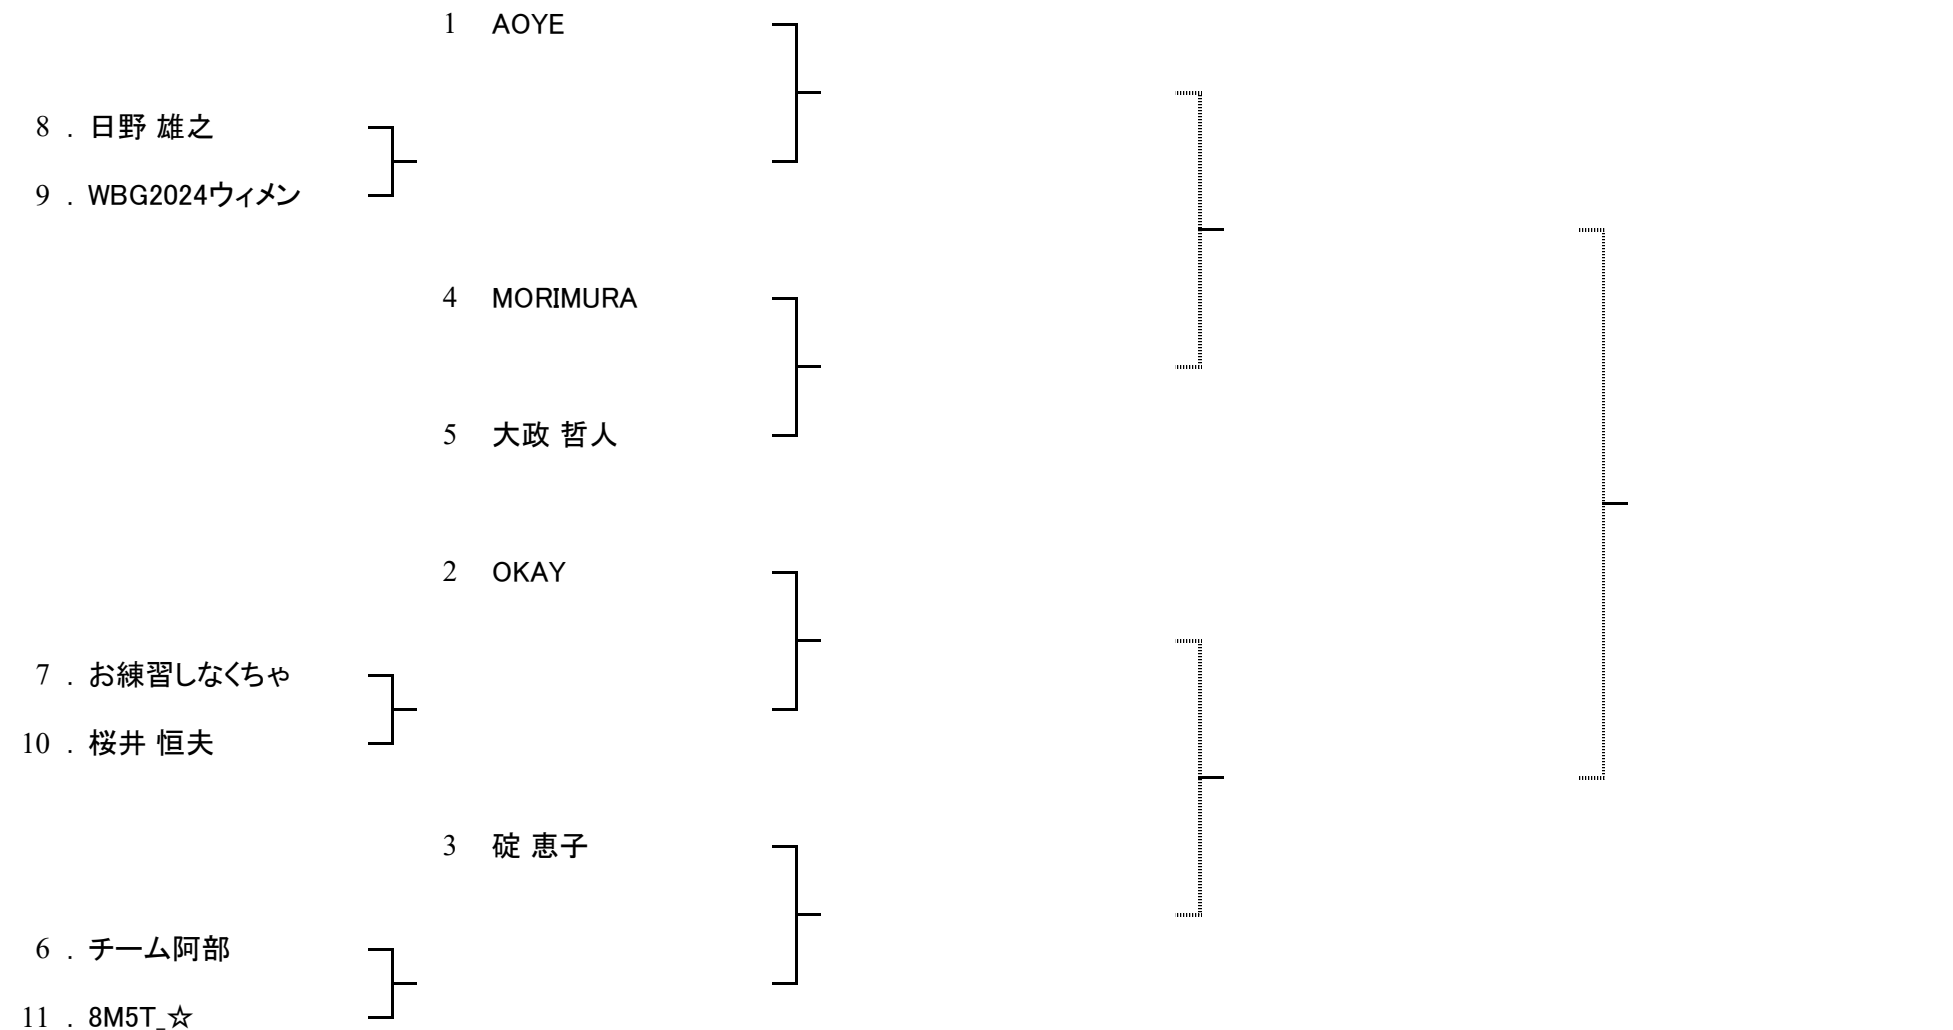 1 AOYE
8 . 日野 雄之
9 . WBG2024ウィメン
4 MORIMURA
5 大政 哲人
2 OKAY
7 . お練習しなくちゃ
10 . 桜井 恒夫
3 碇 恵子
6 . チーム阿部
11 . 8M5T_☆